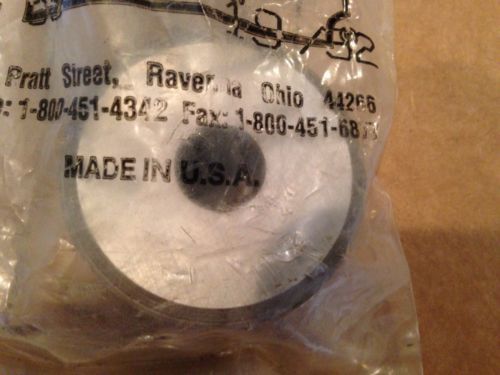 Pratt Street, Ravenna Ohio 44266
: 1-800-451-4342 Fax: 1-800-451-68
MADE IN U.S.A.